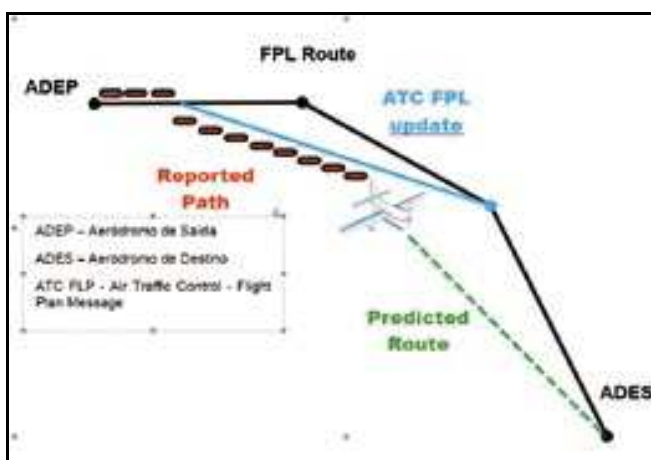 FPL Route
ADEP
ATC FPL
update
Reported
Path
ADEP – Aeródromo de Saída
ADES – Aeródromo de Destino
ATC FLP - Air Traffic Control - Flight
Plan Message
Predicted
Route
ADES